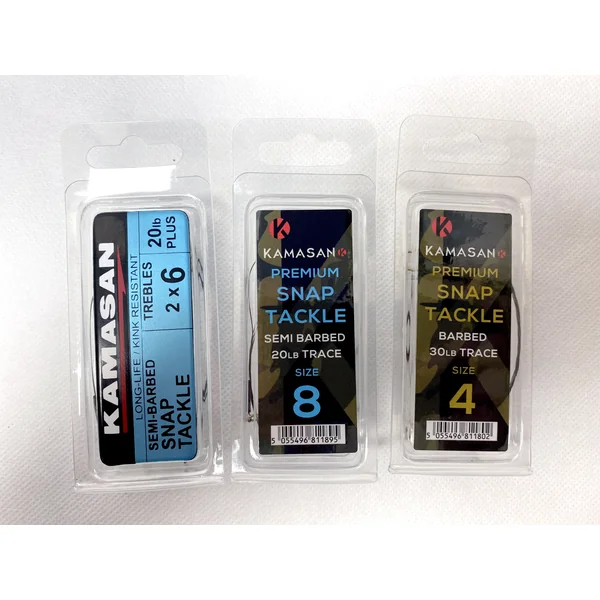 KAMASAN
LONG-LIFE / KINK RESISTANT
SEMI-BARBED
TREBLES
20lb
SNAP
TACKLE
2 x 6
PLUS
K
KAMASAN K
PREMIUM
SNAP
TACKLE
SEMI BARBED
20LB TRACE
SIZE
8
5 055496 811895
K
KAMASAN K
PREMIUM
SNAP
TACKLE
BARBED
30LB TRACE
SIZE
4
5 055496 811802